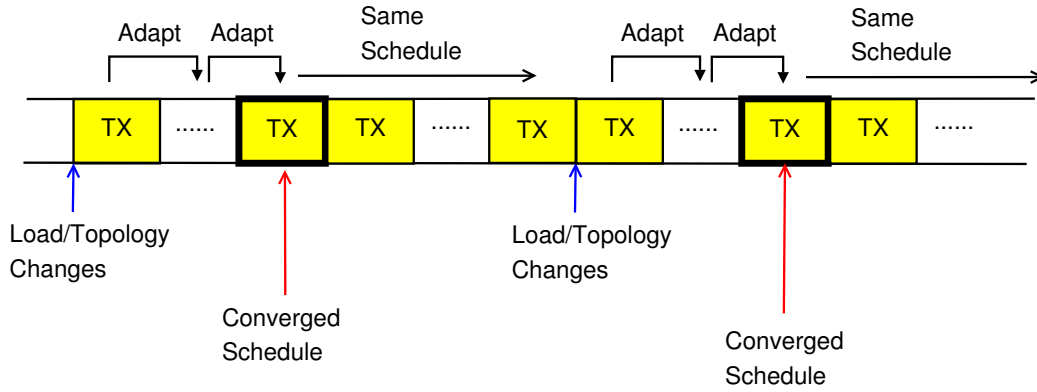 Adapt Adapt Same Schedule Adapt Adapt Same Schedule
TX ...... TX TX ...... TX TX ...... TX TX ......
Load/Topology
Changes
Converged
Schedule
Load/Topology
Changes
Converged
Schedule